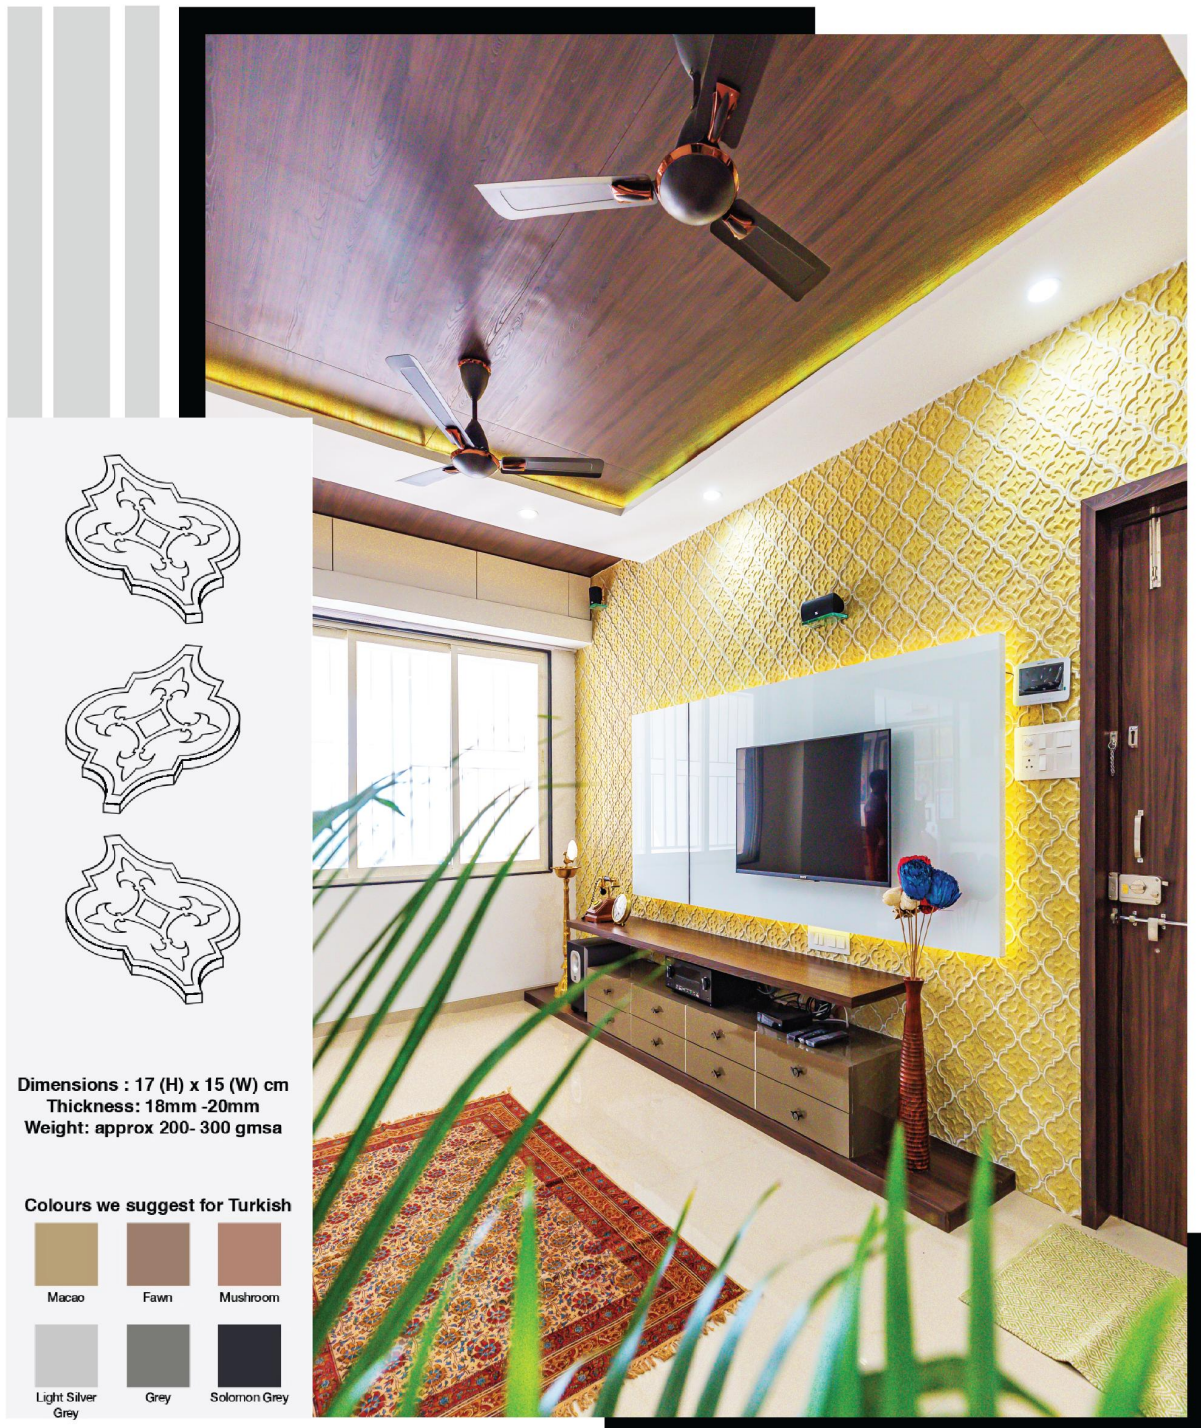 Dimensions : 17 (H) x 15 (W) cm
Thickness: 18mm -20mm
Weight: approx 200- 300 gmsa
Colours we suggest for Turkish
Macao
Fawn
Mushroom
Light Silver
Grey
Grey
Solomon Grey